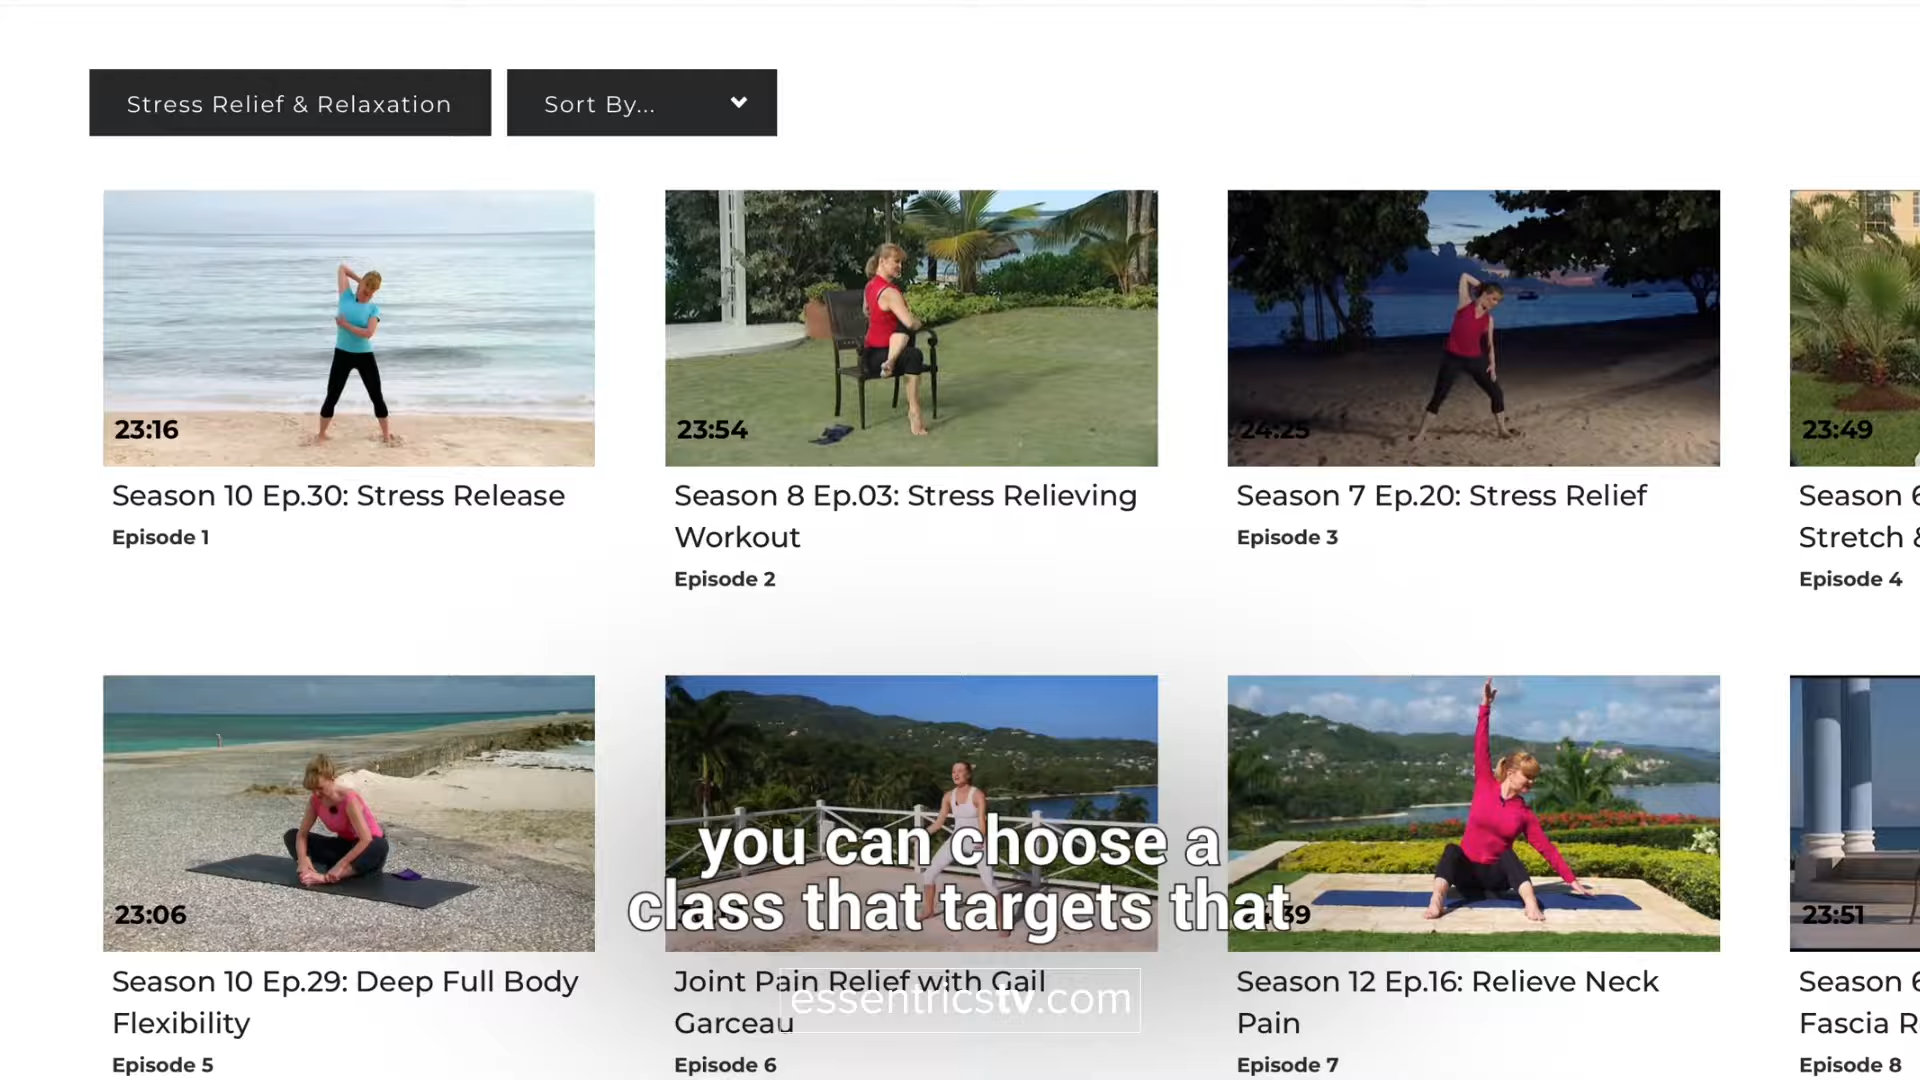 Stress Relief & Relaxation
Sort By...
23:16
23:54
24:25
23:49
Season 10 Ep.30: Stress Release
Episode 1
Season 8 Ep.03: Stress Relieving
Workout
Episode 2
Season 7 Ep.20: Stress Relief
Episode 3
Season 6
Stretch &
Episode 4
23:06
39
23:51
you can choose a
class that targets that
Season 10 Ep.29: Deep Full Body
Flexibility
Episode 5
Joint Pain Relief with Gail
Garceau
Episode 6
Season 12 Ep.16: Relieve Neck
Pain
Episode 7
Season 6
Fascia R
Episode 8
essentricstv.com